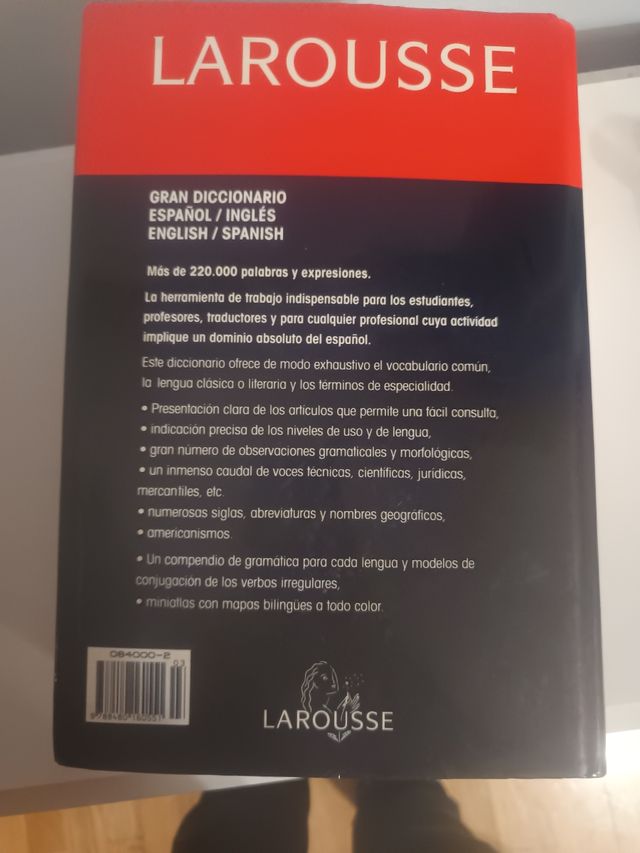 LAROUSSE
GRAN DICCIONARIO
ESPAÑOL / INGLÉS
ENGLISH / SPANISH
Más de 220.000 palabras y expresiones.
La herramienta de trabajo indispensable para los estudiantes,
profesores, traductores y para cualquier profesional cuya actividad
implique un dominio absoluto del español.
Este diccionario ofrece de modo exhaustivo el vocabulario común,
la lengua clásica o literaria y los términos de especialidad.
• Presentación clara de los artículos que permite una fácil consulta,
• indicación precisa de los niveles de uso y de lengua,
• gran número de observaciones gramaticales y morfológicas,
• un inmenso caudal de voces técnicas, científicas, jurídicas,
mercantiles, etc.
• numerosas siglas, abreviaturas y nombres geográficos,
• americanismos.
• Un compendio de gramática para cada lengua y modelos de
conjugación de los verbos irregulares,
• miniatlas con mapas bilingües a todo color.
084000-2
03
LAROUSSE